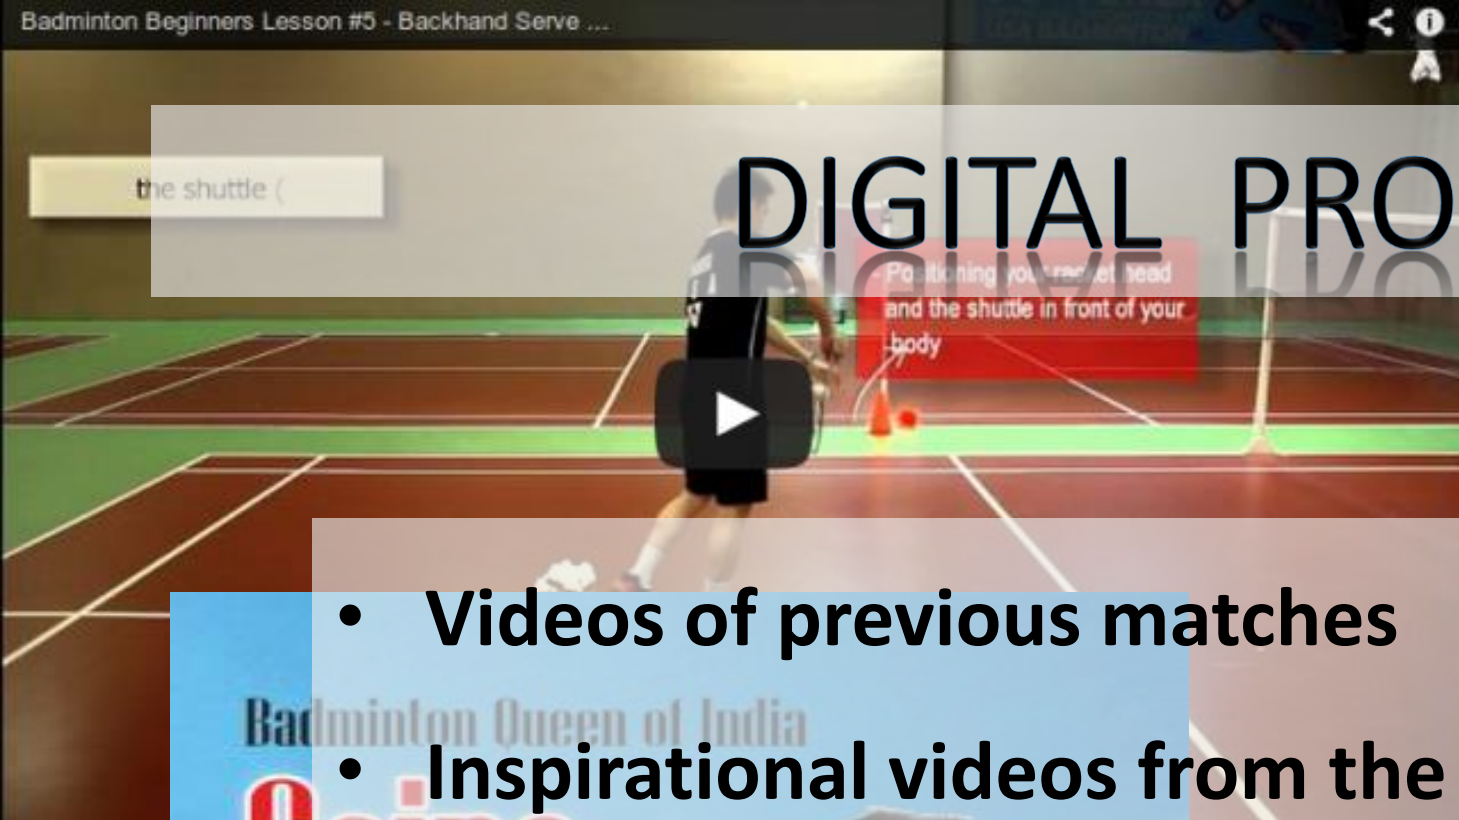 Badminton Beginners Lesson #5 - Backhand Serve ...
the shuttle (
DIGITAL PRO
Positioning your racket head
and the shuttle in front of your
body
• Videos of previous matches
Badminton Queen of India
• Inspirational videos from the